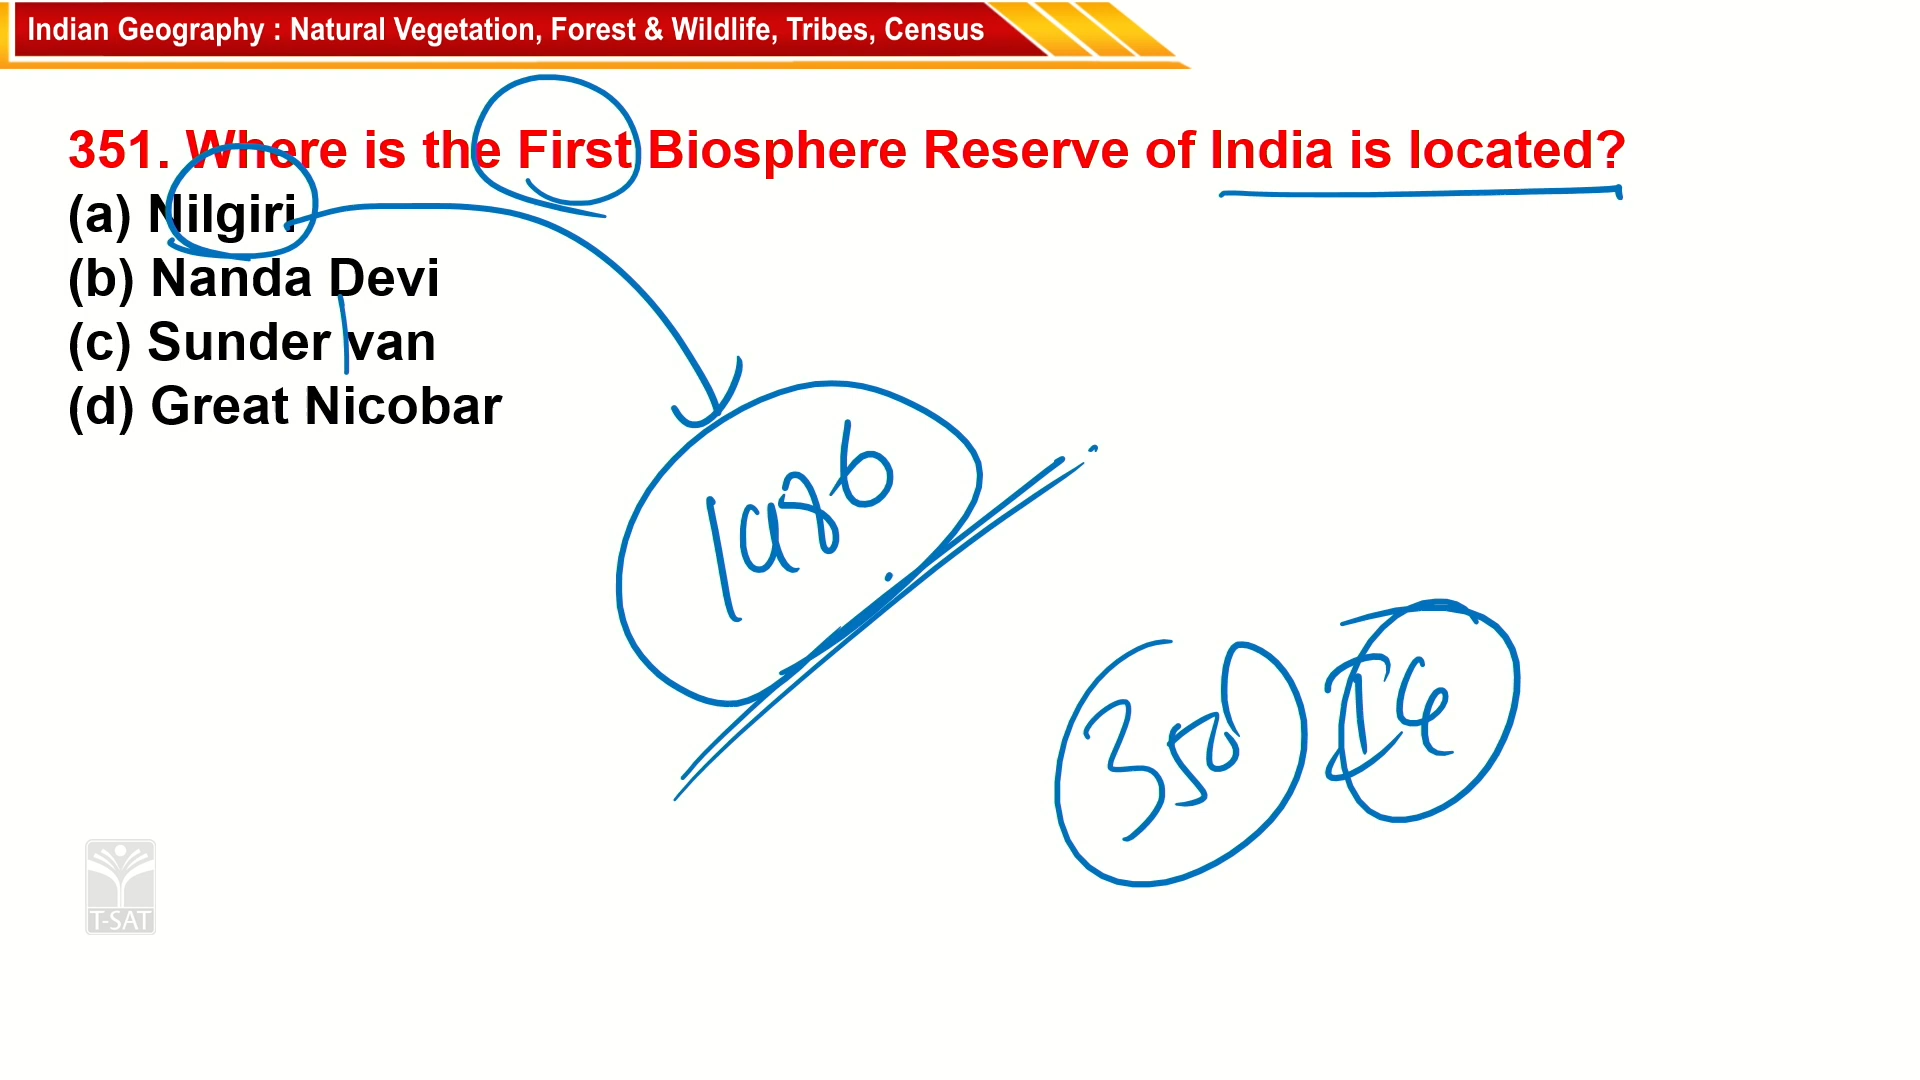 Indian Geography : Natural Vegetation, Forest & Wildlife, Tribes, Census
351. Where is the First Biosphere Reserve of India is located?
(a) Nilgiri
(b) Nanda Devi
(c) Sunder van
(d) Great Nicobar
1986
T-SAT